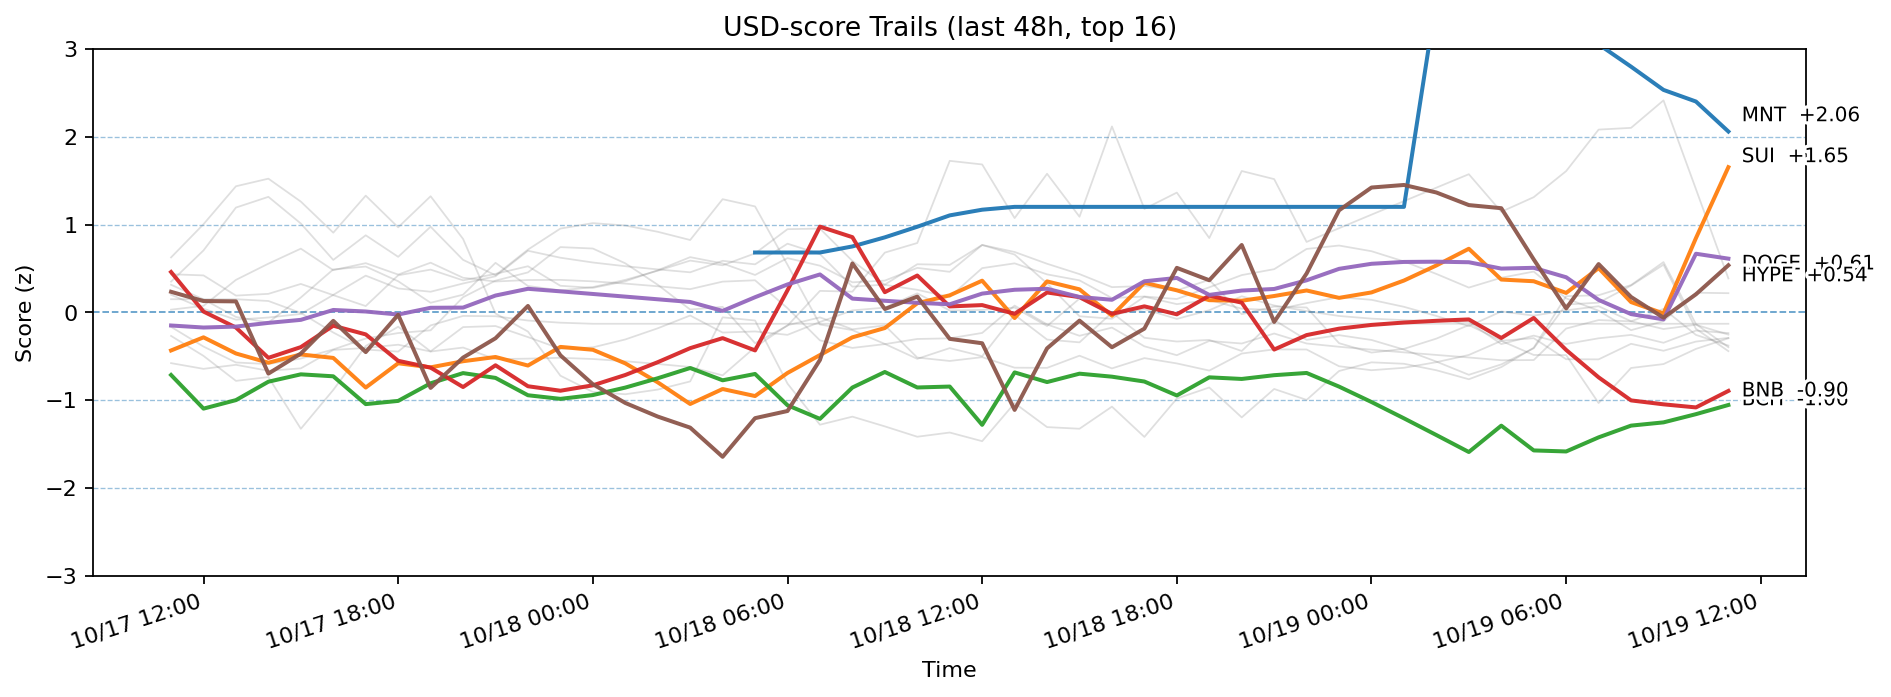 USD-score Trails (last 48h, top 16)
Score (z)
3
2
1
0
−1
−2
−3
MNT +2.06
SUI +1.65
DOGE +0.61
HYPE +0.54
BNB -0.90
10/17 12:00
10/17 18:00
10/18 00:00
10/18 06:00
10/18 12:00
10/18 18:00
10/19 00:00
10/19 06:00
10/19 12:00
Time